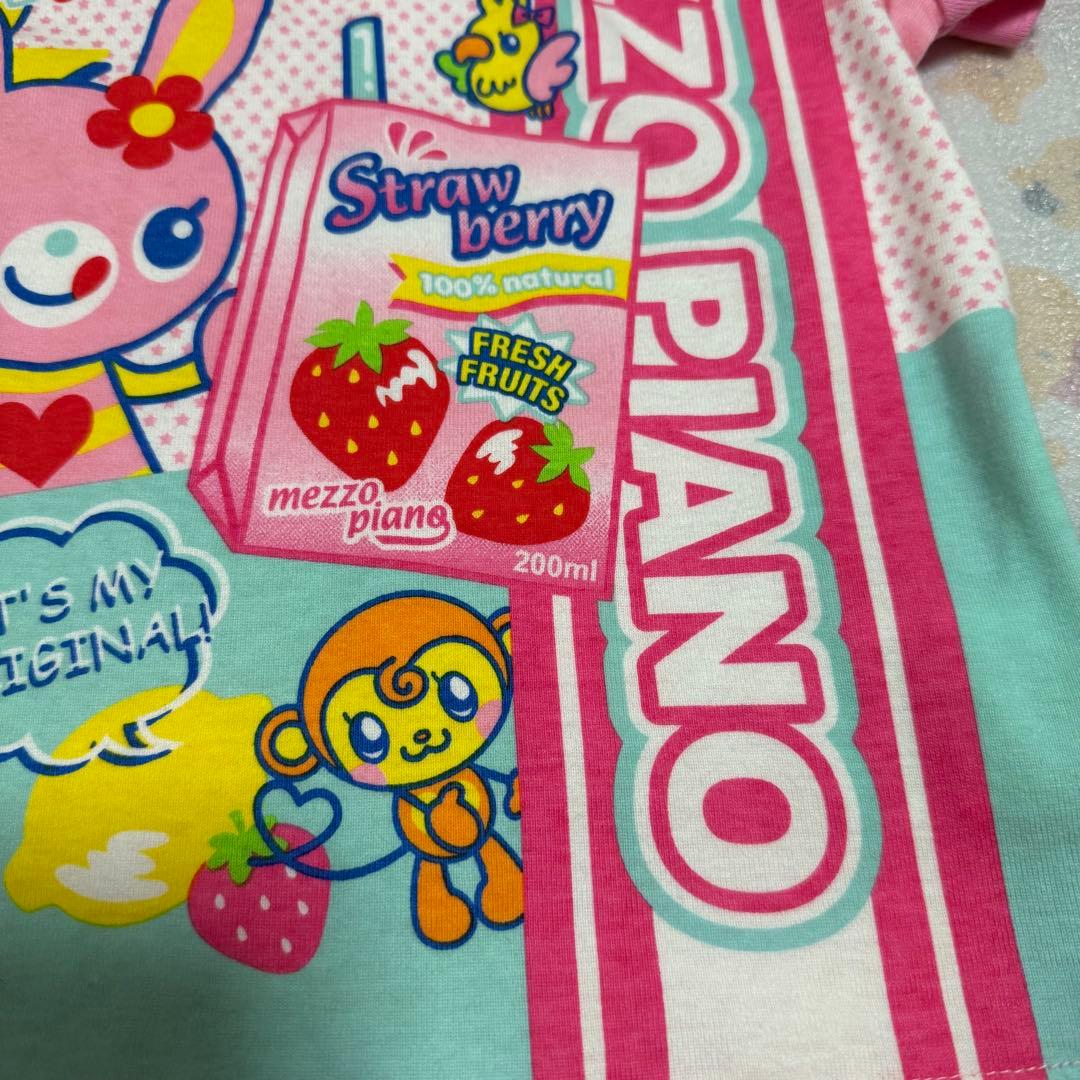 Straw
berry
100% natural
FRESH
FRUITS
mezzo
piano
200ml
ZO PIANO
T'S MY
IGINAL!